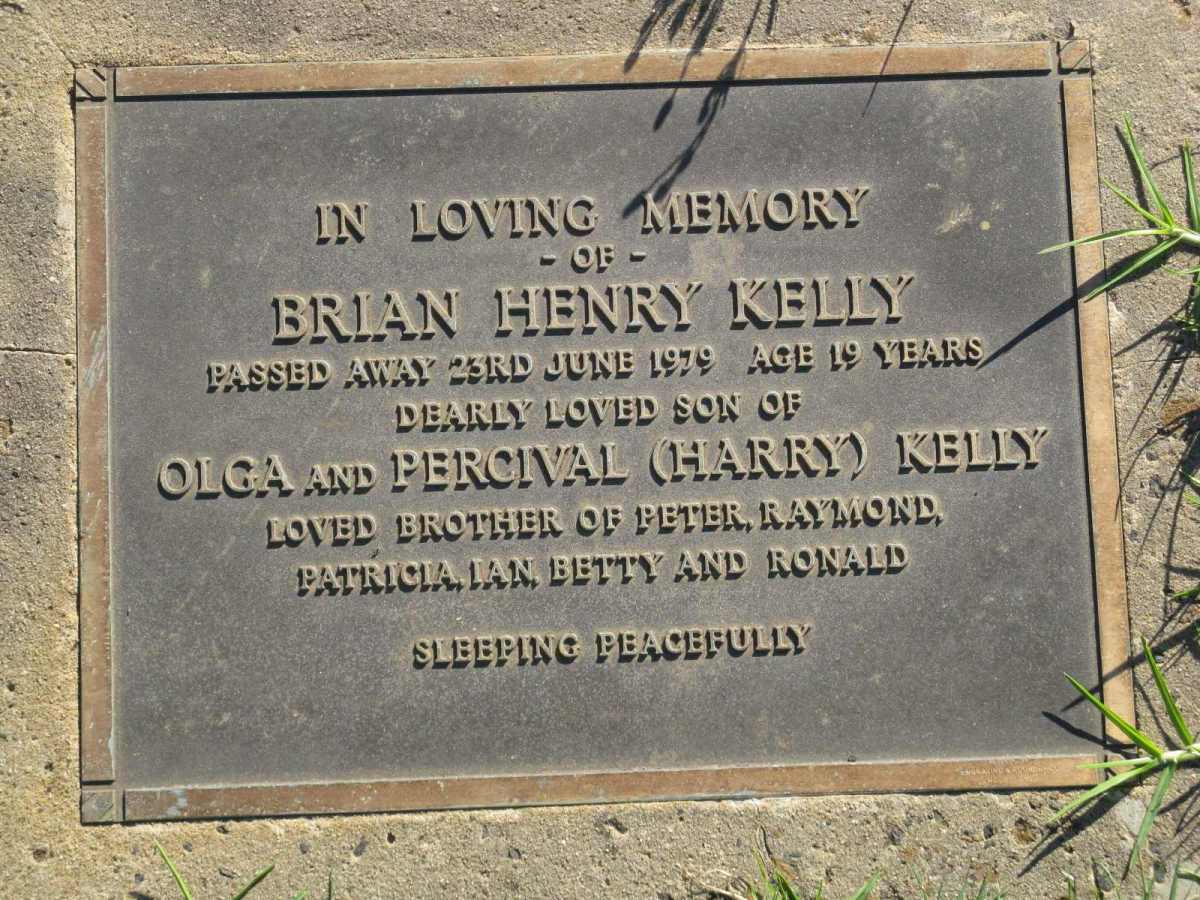 IN LOVING MEMORY
- OF -
BRIAN HENRY KELLY
PASSED AWAY 23RD JUNE 1979 AGE 19 YEARS
DEARLY LOVED SON OF
OLGA AND PERCIVAL (HARRY) KELLY
LOVED BROTHER OF PETER, RAYMOND,
PATRICIA, IAN, BETTY AND RONALD
SLEEPING PEACEFULLY